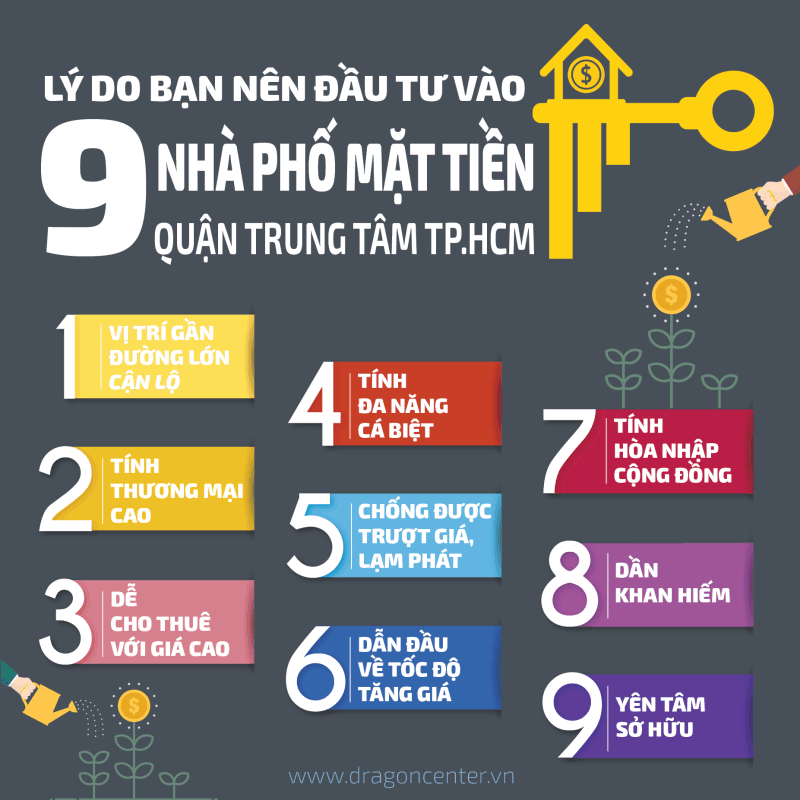 LÝ DO BẠN NÊN ĐẦU TƯ VÀO
9 NHÀ PHỐ MẶT TIỀN
QUẬN TRUNG TÂM TP.HCM
$
$
1 VỊ TRÍ GẦN
ĐƯỜNG LỚN
CẬN LỘ
2 TÍNH
THƯƠNG MẠI
CAO
3 DỄ
CHO THUÊ
VỚI GIÁ CAO
4 TÍNH
ĐA NĂNG
CÁ BIỆT
5 CHỐNG ĐƯỢC
TRƯỢT GIÁ,
LẠM PHÁT
6 DẪN ĐẦU
VỀ TỐC ĐỘ
TĂNG GIÁ
7 TÍNH
HÒA NHẬP
CỘNG ĐỒNG
8 DẦN
KHAN HIẾM
9 YÊN TÂM
SỞ HỮU
$
www.dragoncenter.vn